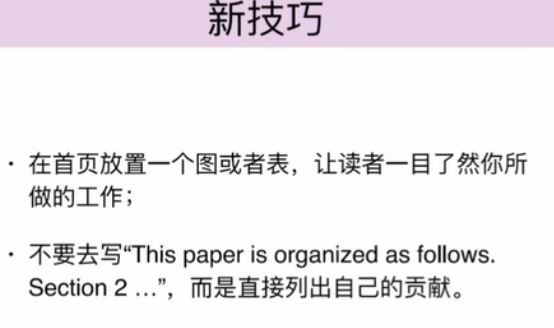 新技巧
· 在首页放置一个图或者表，让读者一目了然你所
做的工作；
· 不要去写“This paper is organized as follows.
Section 2 …”，而是直接列出自己的贡献。